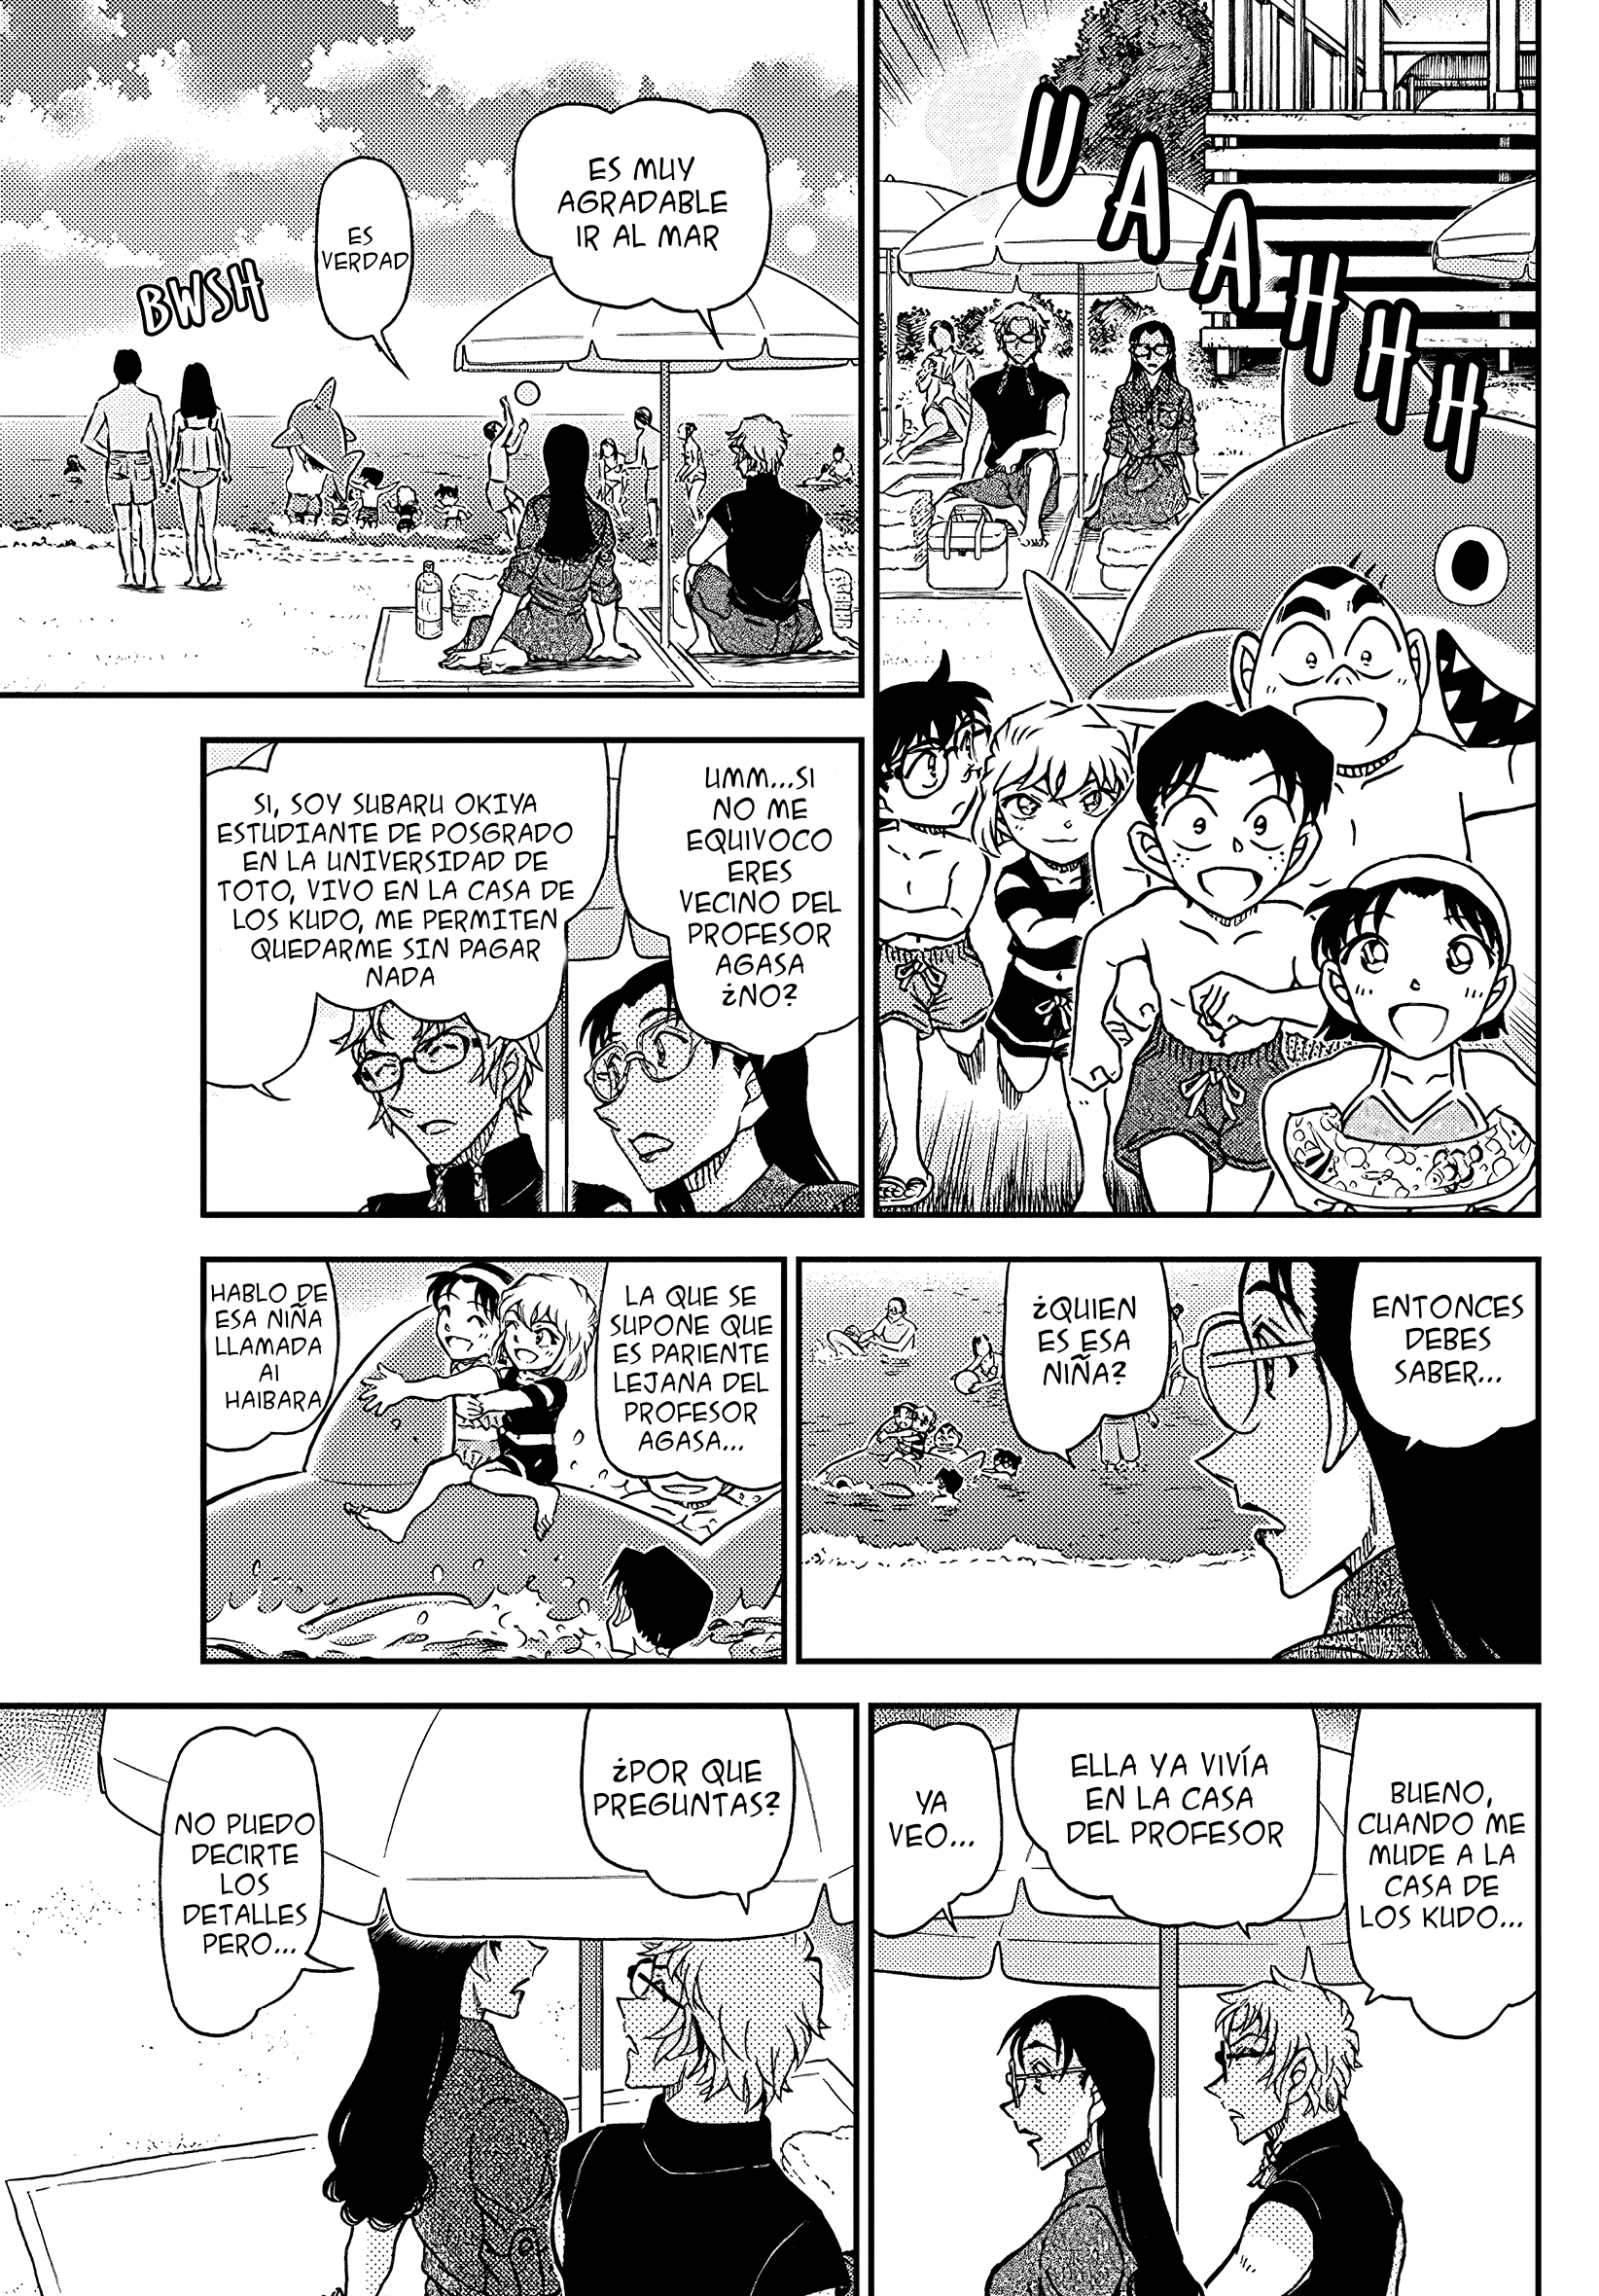 UAAHHH
ES MUY
AGRADABLE
IR AL MAR
ES
VERDAD
BWSH
UMM...SI
NO ME
EQUIVOCO
ERES
VECINO DEL
PROFESOR
AGASA
¿NO?
SI, SOY SUBARU OKIYA
ESTUDIANTE DE POSGRADO
EN LA UNIVERSIDAD DE
TOTO, VIVO EN LA CASA DE
LOS KUDO, ME PERMITEN
QUEDARME SIN PAGAR
NADA
ENTONCES
DEBES
SABER...
¿QUIEN
ES ESA
NIÑA?
LA QUE SE
SUPONE QUE
ES PARIENTE
LEJANA DEL
PROFESOR
AGASA...
HABLO DE
ESA NIÑA
LLAMADA
AI
HAIBARA
BUENO,
CUANDO ME
MUDE A LA
CASA DE
LOS KUDO...
ELLA YA VIVÍA
EN LA CASA
DEL PROFESOR
YA
VEO...
¿POR QUE
PREGUNTAS?
NO PUEDO
DECIRTE
LOS
DETALLES
PERO...